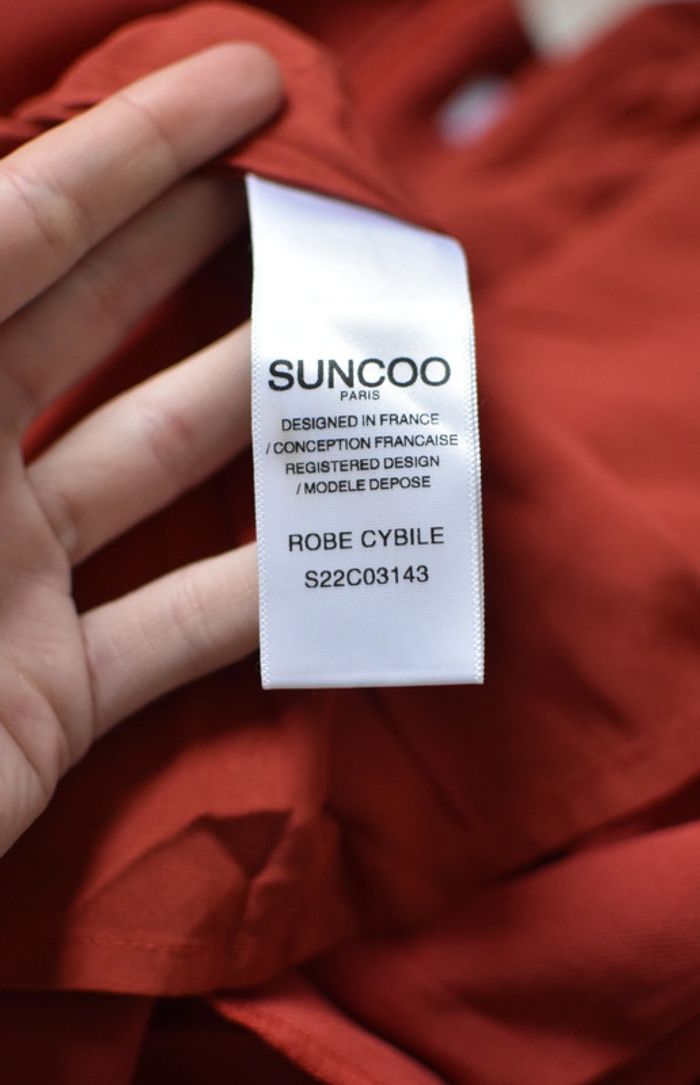 SUNCOO
PARIS
DESIGNED IN FRANCE
/ CONCEPTION FRANCAISE
REGISTERED DESIGN
/ MODELE DEPOSE
ROBE CYBILE
S22C03143